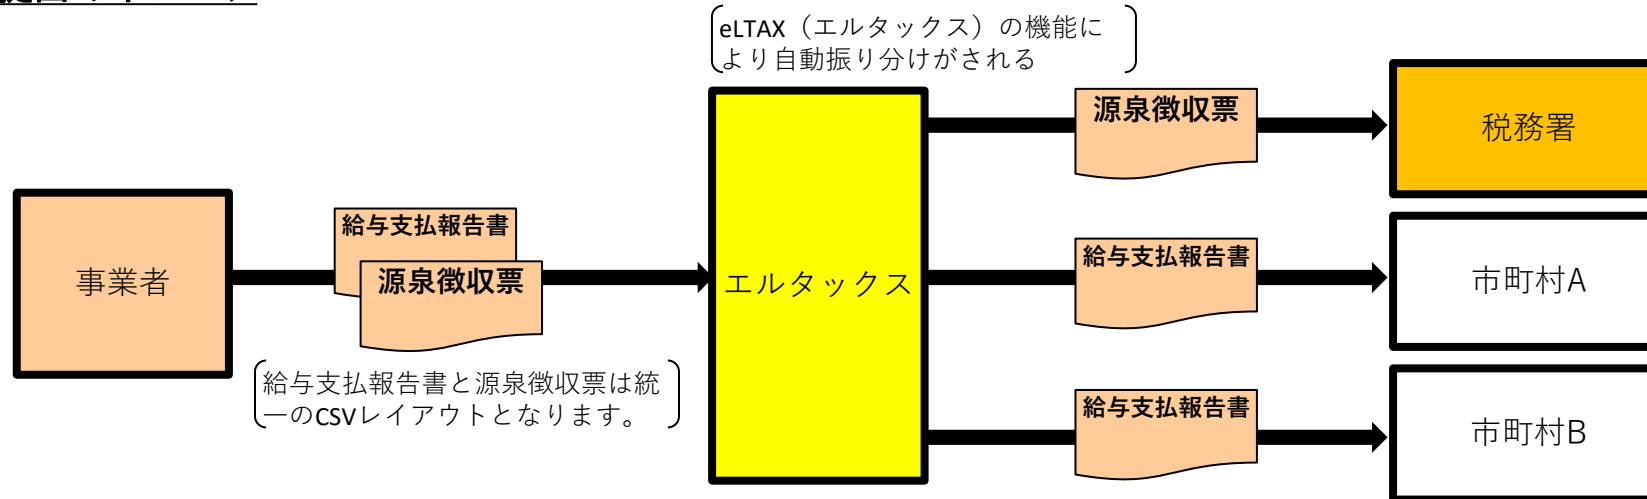 eLTAX（エルタックス）の機能に
より自動振り分けがされる
源泉徴収票
税務署
給与支払報告書
源泉徴収票
事業者
エルタックス
給与支払報告書
市町村A
給与支払報告書と源泉徴収票は統
一のCSVレイアウトとなります。
給与支払報告書
市町村B